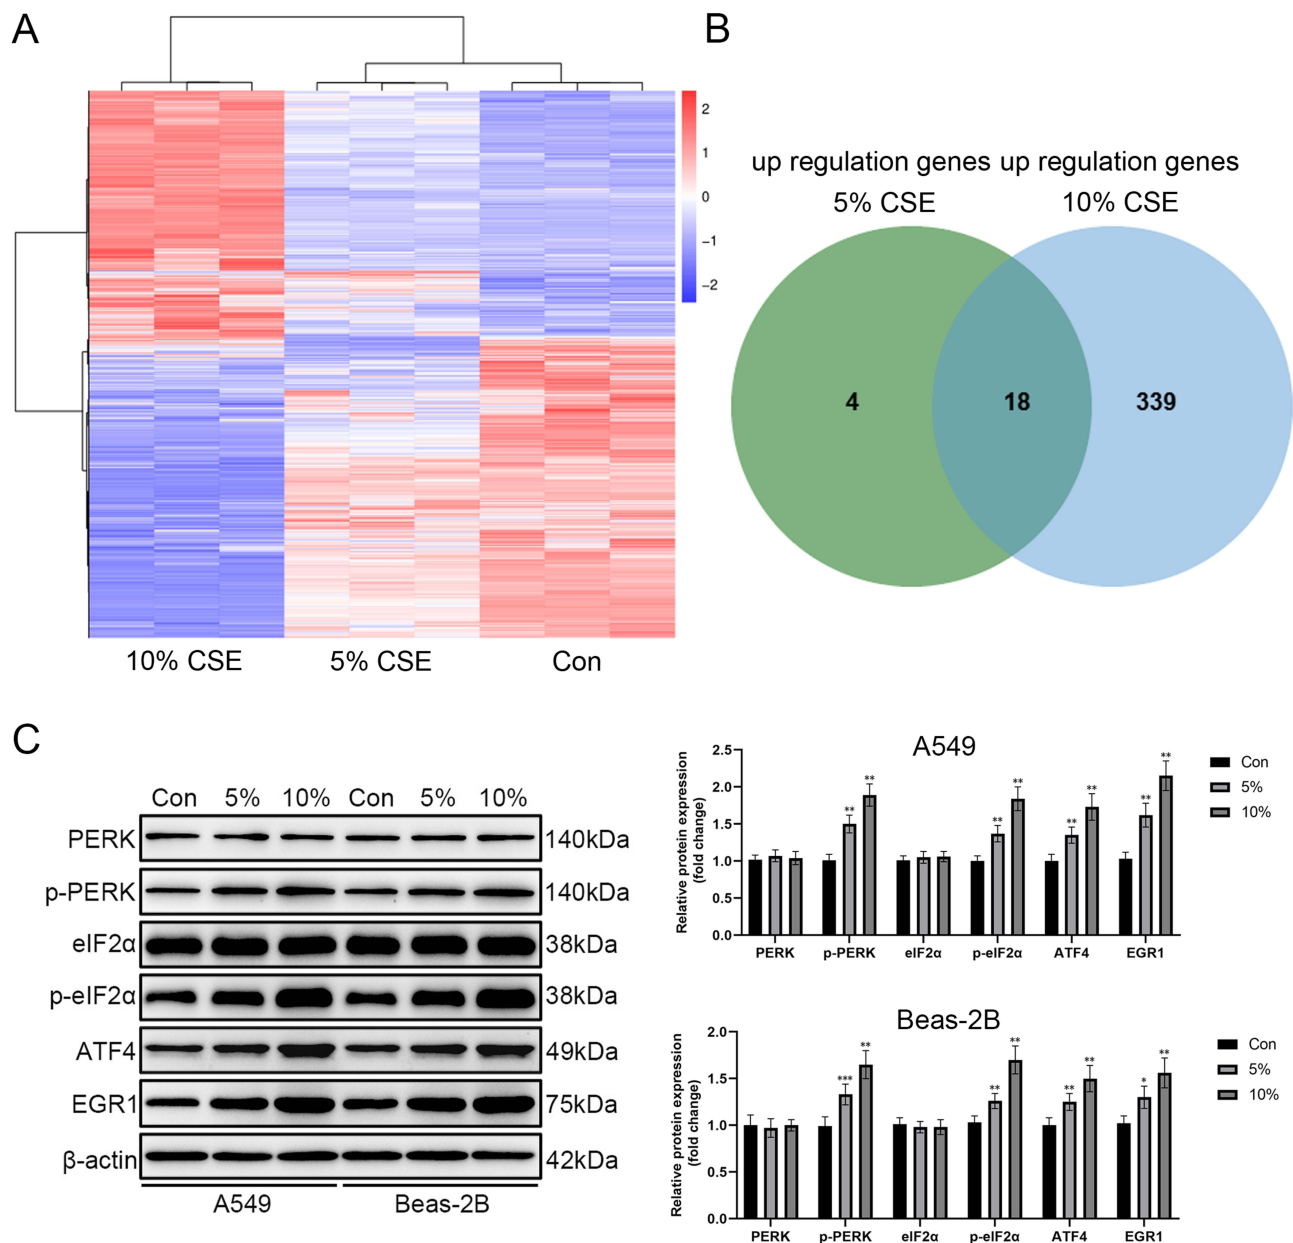 A
B
2
1
0
−1
−2
10% CSE
5% CSE
Con
up regulation genes up regulation genes
5% CSE
10% CSE
4
18
339
C
Con 5% 10% Con 5% 10%
PERK 140kDa
p-PERK 140kDa
eIF2α 38kDa
p-eIF2α 38kDa
ATF4 49kDa
EGR1 75kDa
β-actin 42kDa
A549
Beas-2B
A549
Relative protein expression
(fold change)
2.5
2.0
1.5
1.0
0.5
0.0
** ** ** ** ** ** ** **
PERK p-PERK eIF2α p-eIF2α ATF4 EGR1
Con
5%
10%
Beas-2B
Relative protein expression
(fold change)
2.0
1.5
1.0
0.5
0.0
*** ** ** ** ** ** * **
PERK p-PERK eIF2α p-eIF2α ATF4 EGR1
Con
5%
10%